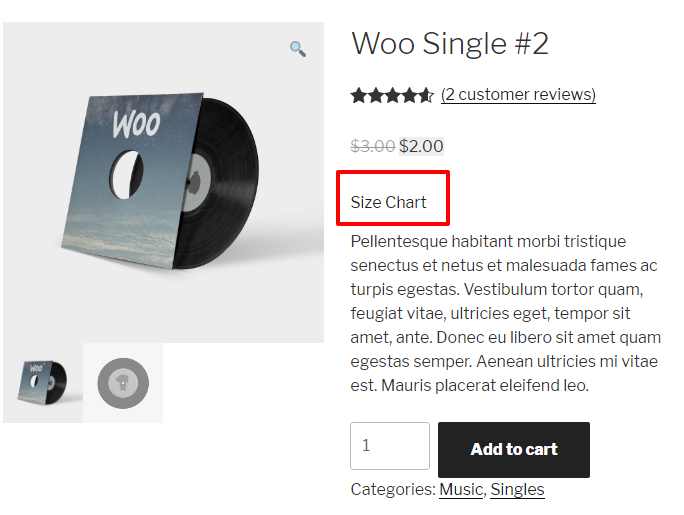 Woo Single #2
Woo
(2 customer reviews)
$3.00 $2.00
Size Chart
Pellentesque habitant morbi tristique
senectus et netus et malesuada fames ac
turpis egestas. Vestibulum tortor quam,
feugiat vitae, ultricies eget, tempor sit
amet, ante. Donec eu libero sit amet quam
egestas semper. Aenean ultricies mi vitae
est. Mauris placerat eleifend leo.
Woo
1 Add to cart
Categories: Music, Singles